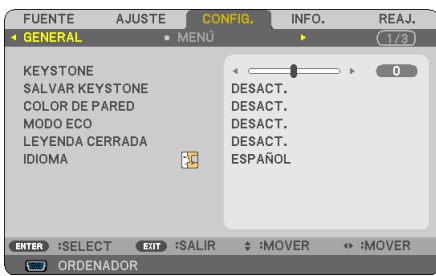 FUENTE AJUSTE CONFIG. INFO. REAJ.
GENERAL MENÚ (1/3)
KEYSTONE 0
SALVAR KEYSTONE DESACT.
COLOR DE PARED DESACT.
MODO ECO DESACT.
LEYENDA CERRADA DESACT.
IDIOMA ESPAÑOL
ENTER :SELECT EXIT :SALIR :MOVER :MOVER
ORDENADOR